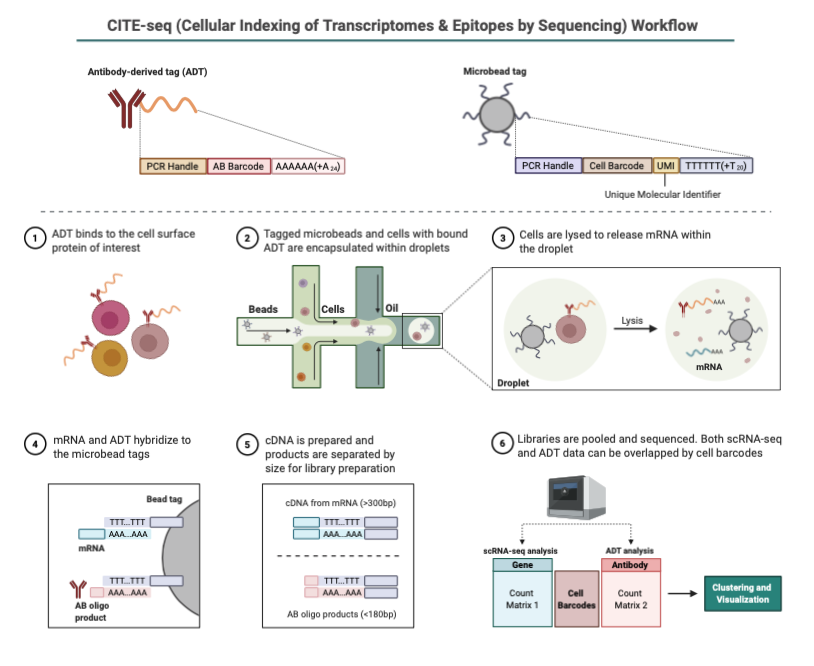 CITE-seq (Cellular Indexing of Transcriptomes & Epitopes by Sequencing) Workflow
Antibody-derived tag (ADT)
PCR Handle AB Barcode AAAAAA(+A 24)
Microbead tag
PCR Handle Cell Barcode UMI TTTTTT(+T 20)
Unique Molecular Identifier
1
ADT binds to the cell surface
protein of interest
2
Tagged microbeads and cells with bound
ADT are encapsulated within droplets
Beads
Cells
Oil
3
Cells are lysed to release mRNA within
the droplet
Lysis
AAA
AAA
mRNA
Droplet
4
mRNA and ADT hybridize to
the microbead tags
Bead tag
TTT...TTT
AAA...AAA
mRNA
TTT...TTT
AAA...AAA
AB oligo
product
5
cDNA is prepared and
products are separated by
size for library preparation
cDNA from mRNA (>300bp)
TTT...TTT
AAA...AAA
TTT...TTT
AAA...AAA
AB oligo products (<180bp)
6
Libraries are pooled and sequenced. Both scRNA-seq
and ADT data can be overlapped by cell barcodes
scRNA-seq analysis
ADT analysis
Gene
Count
Matrix 1
Cell
Barcodes
Antibody
Count
Matrix 2
Clustering and
Visualization